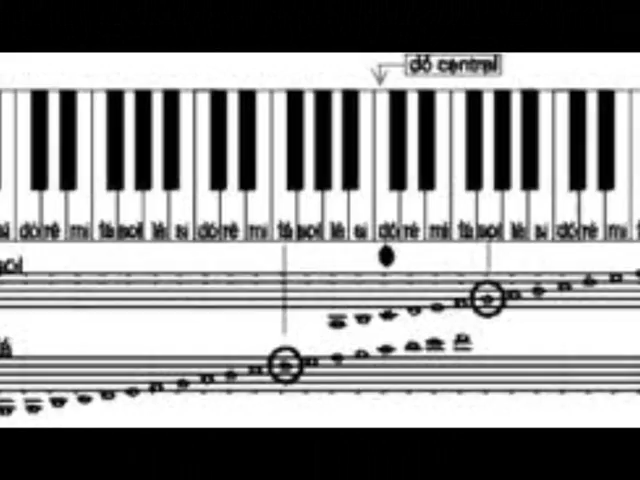 dó central
si dó ré mi fá sol lá si dó ré mi fá sol lá si dó ré mi fá sol lá si dó ré mi
sol
fá